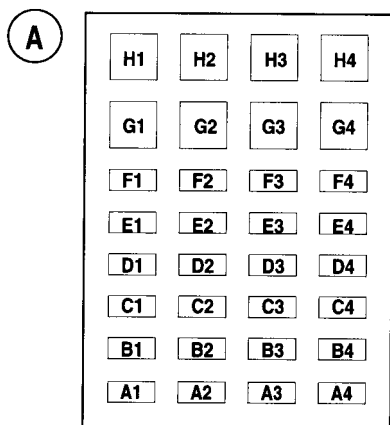 A
H1 H2 H3 H4
G1 G2 G3 G4
F1 F2 F3 F4
E1 E2 E3 E4
D1 D2 D3 D4
C1 C2 C3 C4
B1 B2 B3 B4
A1 A2 A3 A4